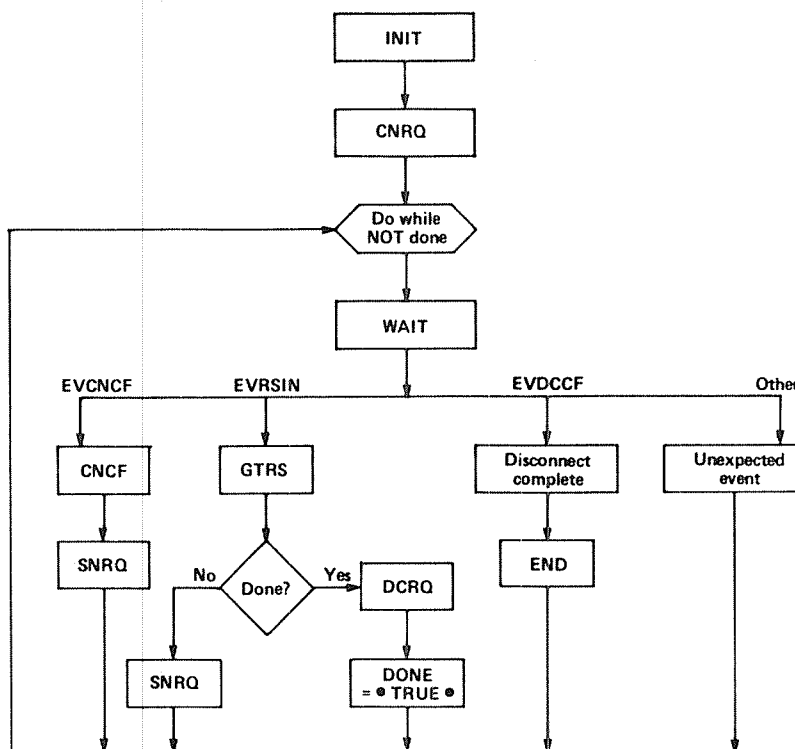 INIT
CNRQ
Do while
NOT done
WAIT
EVCNCF
EVRSIN
EVDCCF
Other
CNCF
GTRS
Disconnect
complete
Unexpected
event
SNRQ
No
Done?
Yes
DCRQ
END
SNRQ
DONE
= • TRUE •